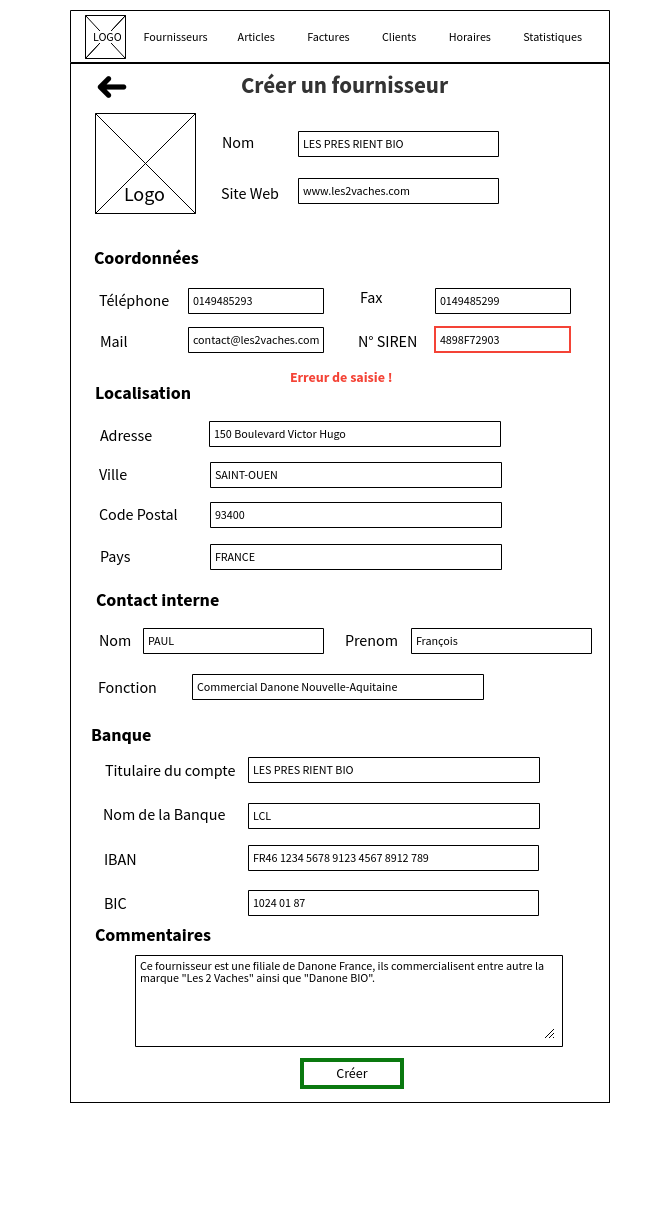 LOGO Fournisseurs Articles Factures Clients Horaires Statistiques
Créer un fournisseur
Logo
Nom LES PRES RIENT BIO
Site Web www.les2vaches.com
Coordonnées
Téléphone 0149485293 Fax 0149485299
Mail contact@les2vaches.com N° SIREN 4898F72903
Erreur de saisie !
Localisation
Adresse 150 Boulevard Victor Hugo
Ville SAINT-OUEN
Code Postal 93400
Pays FRANCE
Contact interne
Nom PAUL Prenom François
Fonction Commercial Danone Nouvelle-Aquitaine
Banque
Titulaire du compte LES PRES RIENT BIO
Nom de la Banque LCL
IBAN FR46 1234 5678 9123 4567 8912 789
BIC 1024 01 87
Commentaires
Ce fournisseur est une filiale de Danone France, ils commercialisent entre autre la
marque "Les 2 Vaches" ainsi que "Danone BIO".
Créer